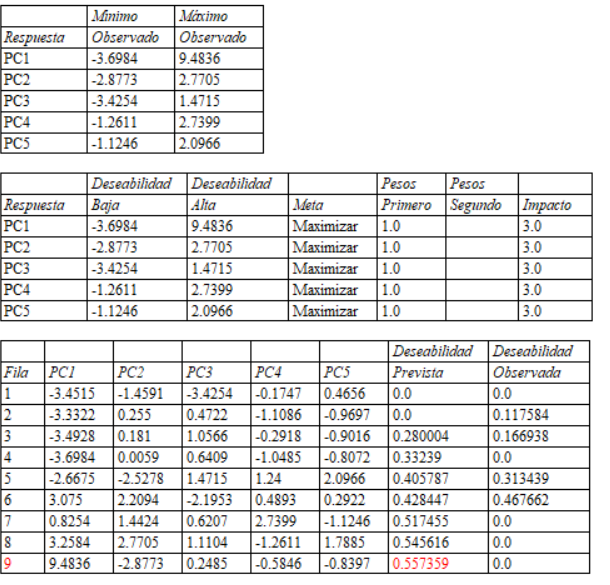 Mínimo Máximo
Respuesta Observado Observado
PC1 -3.6984 9.4836
PC2 -2.8773 2.7705
PC3 -3.4254 1.4715
PC4 -1.2611 2.7399
PC5 -1.1246 2.0966
Deseabilidad Deseabilidad Pesos Pesos
Respuesta Baja Alta Meta Primero Segundo Impacto
PC1 -3.6984 9.4836 Maximizar 1.0 3.0
PC2 -2.8773 2.7705 Maximizar 1.0 3.0
PC3 -3.4254 1.4715 Maximizar 1.0 3.0
PC4 -1.2611 2.7399 Maximizar 1.0 3.0
PC5 -1.1246 2.0966 Maximizar 1.0 3.0
Deseabilidad Deseabilidad
Fila PC1 PC2 PC3 PC4 PC5 Prevista Observada
1 -3.4515 -1.4591 -3.4254 -0.1747 0.4656 0.0 0.0
2 -3.3322 0.255 0.4722 -1.1086 -0.9697 0.0 0.117584
3 -3.4928 0.181 1.0566 -0.2918 -0.9016 0.280004 0.166938
4 -3.6984 0.0059 0.6409 -1.0485 -0.8072 0.33239 0.0
5 -2.6675 -2.5278 1.4715 1.24 2.0966 0.405787 0.313439
6 3.075 2.2094 -2.1953 0.4893 0.2922 0.428447 0.467662
7 0.8254 1.4424 0.6207 2.7399 -1.1246 0.517455 0.0
8 3.2584 2.7705 1.1104 -1.2611 1.7885 0.545616 0.0
9 9.4836 -2.8773 0.2485 -0.5846 -0.8397 0.557359 0.0